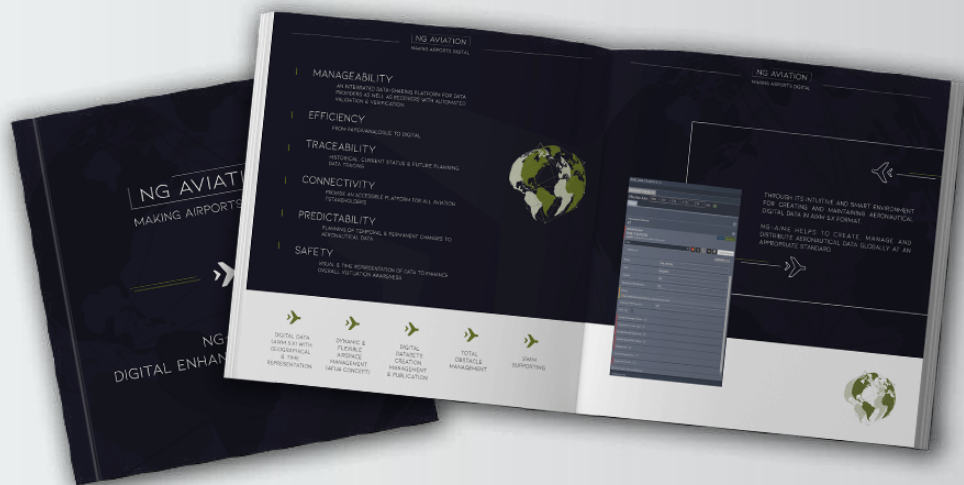 NG AVIATI
MAKING AIRPORTS
NG
DIGITAL ENHAN
NG AVIATION
MAKING AIRPORTS DIGITAL
MANAGEABILITY
AN INTEGRATED DATA-SHARING PLATFORM FOR DATA
PROVIDERS AS WELL AS RECEIVERS WITH AUTOMATED
VALIDATION & VERIFICATION
EFFICIENCY
FROM PAPER/ANALOGUE TO DIGITAL
TRACEABILITY
HISTORICAL, CURRENT STATUS & FUTURE PLANNING
DATA TRACING
CONNECTIVITY
PROVIDE AN ACCESSIBLE PLATFORM FOR ALL AVIATION
STAKEHOLDERS
PREDICTABILITY
PLANNING OF TEMPORAL & PERMANENT CHANGES TO
AERONAUTICAL DATA
SAFETY
VISUAL & TIME REPRESENTATION OF DATA TO ENHANCE
OVERALL SITUATION AWARENESS
DIGITAL DATA
(AIXM 5.X) WITH
GEOGRAPHICAL
& TIME
REPRESENTATION
DYNAMIC &
FLEXIBLE
AIRSPACE
MANAGEMENT
(AFUA CONCEPT)
DIGITAL
DATASETS
CREATION
MANAGEMENT
& PUBLICATION
TOTAL
OBSTACLE
MANAGEMENT
SWIM
SUPPORTING
NG AVIATION
MAKING AIRPORTS DIGITAL
THROUGH ITS INTUITIVE AND SMART ENVIRONMENT
FOR CREATING AND MAINTAINING AERONAUTICAL
DIGITAL DATA IN AIXM 5.X FORMAT
NG-AIME HELPS TO CREATE, MANAGE AND
DISTRIBUTE AERONAUTICAL DATA GLOBALLY AT AN
APPROPRIATE STANDARD